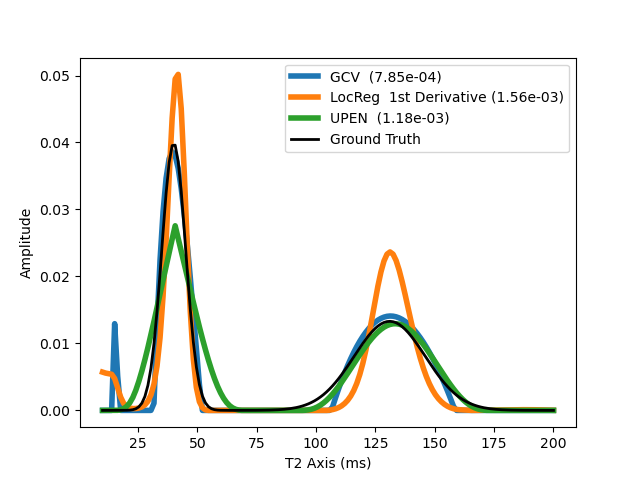 GCV  (7.85e-04)
LocReg  1st Derivative (1.56e-03)
UPEN  (1.18e-03)
Ground Truth
0.05
0.04
0.03
0.02
0.01
0.00
Amplitude
25 50 75 100 125 150 175 200
T2 Axis (ms)